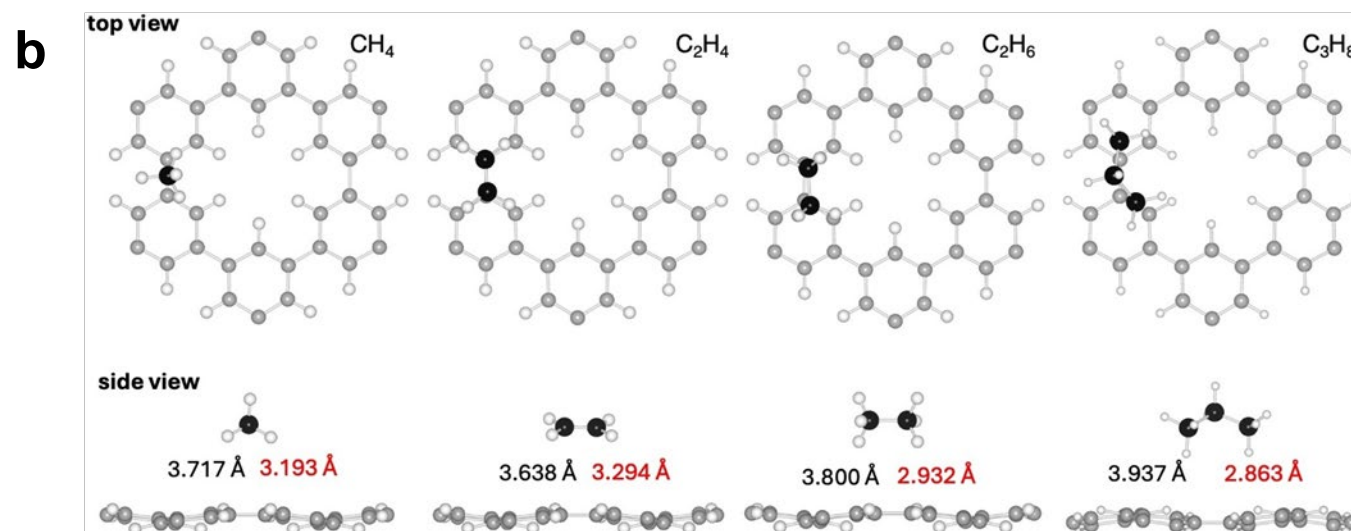 b
top view
CH₄
C₂H₄
C₂H₆
C₃H₈
side view
3.717 Å 3.193 Å
3.638 Å 3.294 Å
3.800 Å 2.932 Å
3.937 Å 2.863 Å